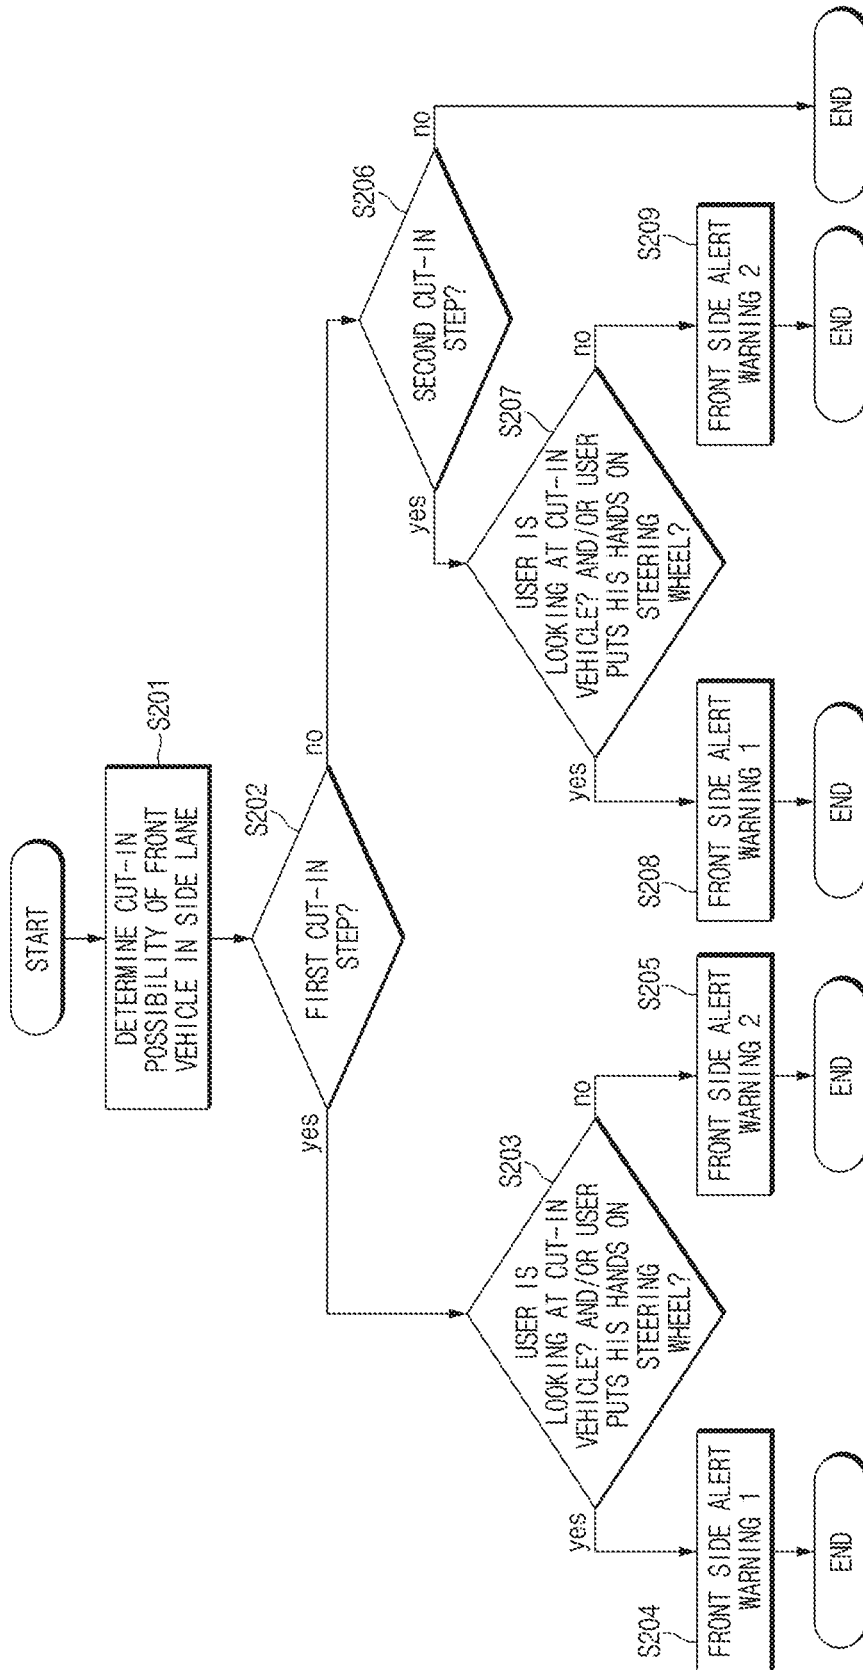 START
DETERMINE CUT-IN
POSSIBILITY OF FRONT
VEHICLE IN SIDE LANE
S201
FIRST CUT-IN
STEP?
S202
yes
no
USER IS
LOOKING AT CUT-IN
VEHICLE? AND/OR USER
PUTS HIS HANDS ON
STEERING
WHEEL?
S203
yes
no
S204
FRONT SIDE ALERT
WARNING 1
END
S205
FRONT SIDE ALERT
WARNING 2
END
SECOND CUT-IN
STEP?
S206
yes
no
USER IS
LOOKING AT CUT-IN
VEHICLE? AND/OR USER
PUTS HIS HANDS ON
STEERING
WHEEL?
S207
yes
no
S208
FRONT SIDE ALERT
WARNING 1
END
S209
FRONT SIDE ALERT
WARNING 2
END
END